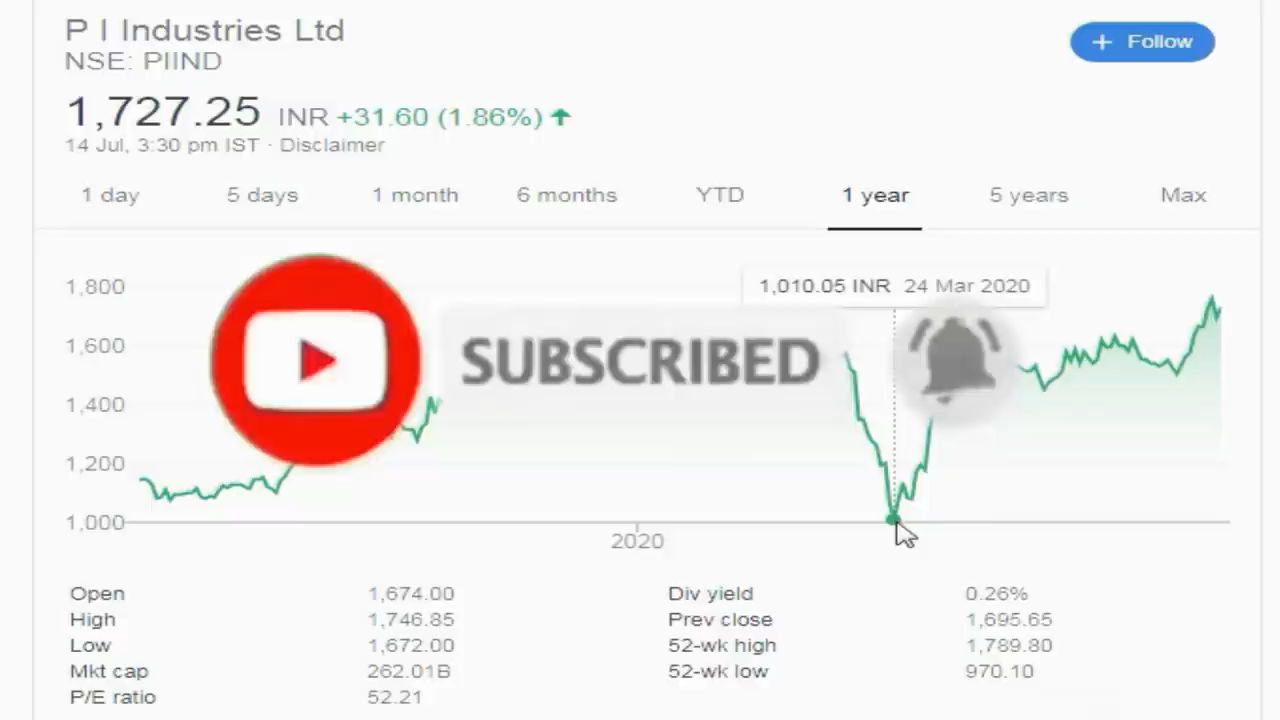 P I Industries Ltd
+ Follow
NSE: PIIND
1,727.25 INR +31.60 (1.86%) ↑
14 Jul, 3:30 pm IST · Disclaimer
1 day 5 days 1 month 6 months YTD 1 year 5 years Max
1,010.05 INR 24 Mar 2020
1,800
1,600
SUBSCRIBED
1,400
1,200
1,000
2020
Open 1,674.00 Div yield 0.26%
High 1,746.85 Prev close 1,695.65
Low 1,672.00 52-wk high 1,789.80
Mkt cap 262.01B 52-wk low 970.10
P/E ratio 52.21